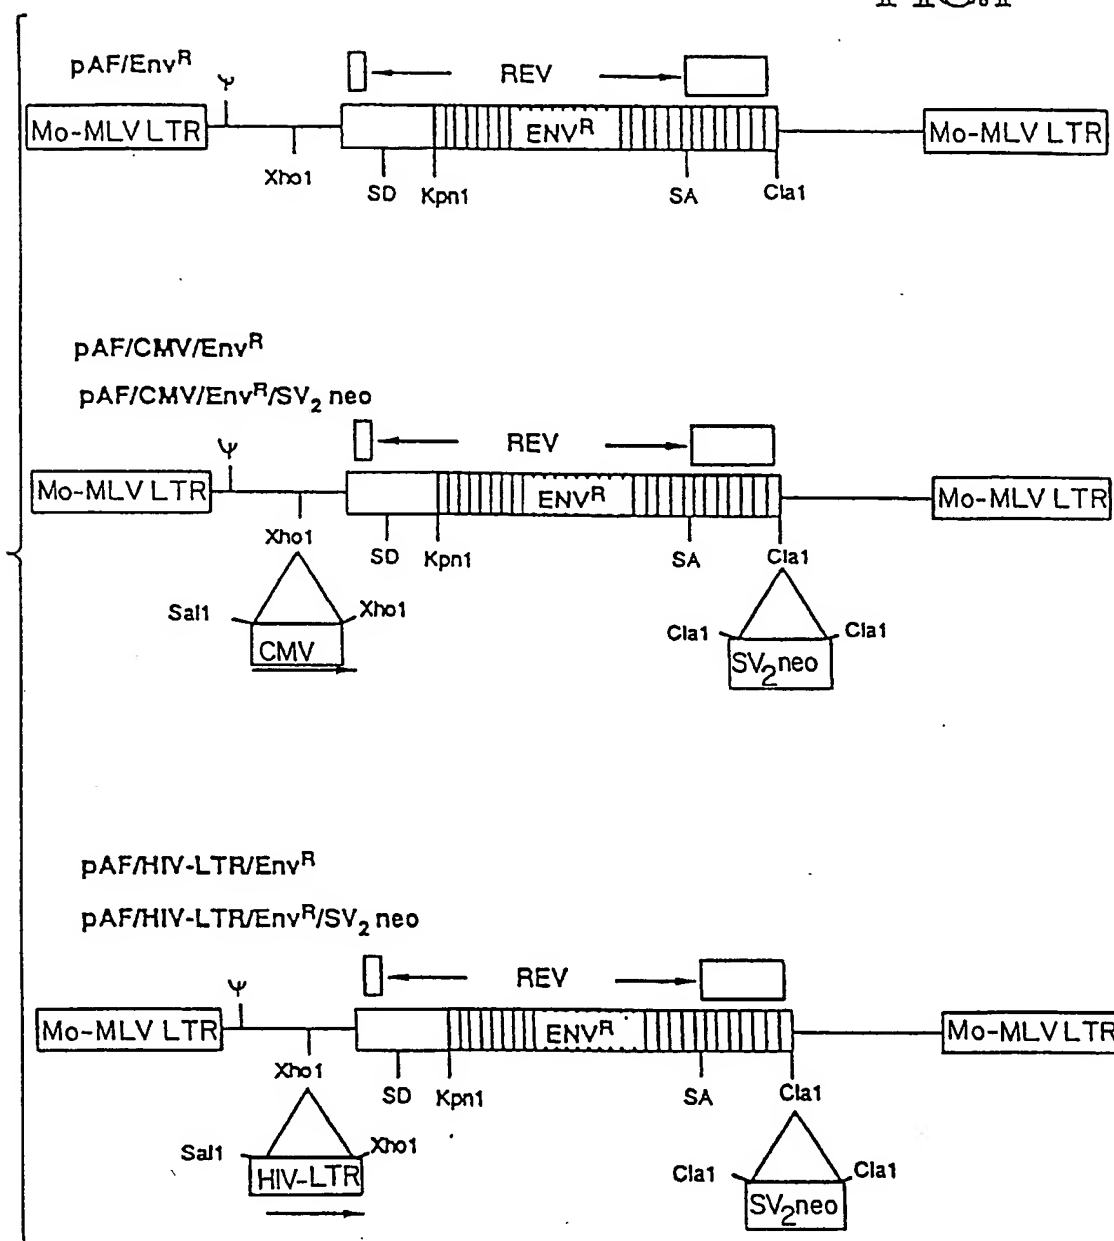 FIG.1
pAF/Env^R
Ψ
REV
Mo-MLV LTR
ENV^R
Mo-MLV LTR
Xho1
SD
Kpn1
SA
Cla1
pAF/CMV/Env^R
pAF/CMV/Env^R/SV₂ neo
Ψ
REV
Mo-MLV LTR
ENV^R
Mo-MLV LTR
Xho1
SD
Kpn1
SA
Cla1
Sal1
Xho1
Cla1
Cla1
CMV
SV₂neo
pAF/HIV-LTR/Env^R
pAF/HIV-LTR/Env^R/SV₂ neo
Ψ
REV
Mo-MLV LTR
ENV^R
Mo-MLV LTR
Xho1
SD
Kpn1
SA
Cla1
Sal1
Xho1
Cla1
Cla1
HIV-LTR
SV₂neo